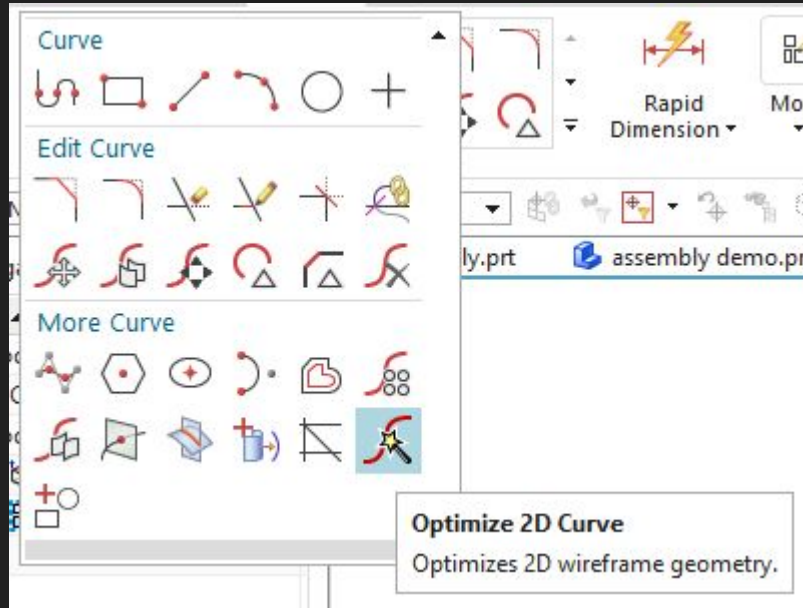 Curve
Rapid
Dimension
Edit Curve
ly.prt
assembly demo.pr
More Curve
Optimize 2D Curve
Optimizes 2D wireframe geometry.